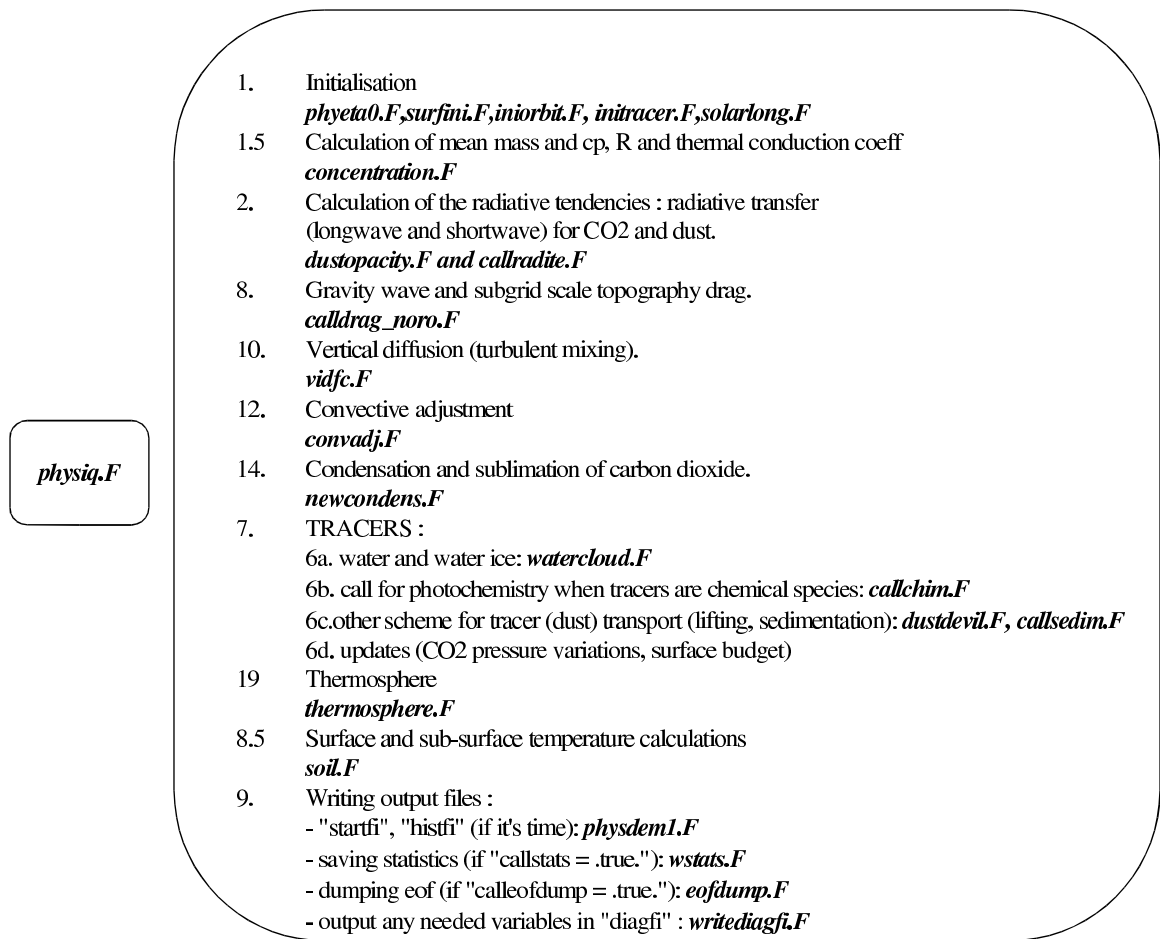 1. Initialisation
phyeta0.F,surfini.F,iniorbit.F, initracer.F,solarlong.F
1.5 Calculation of mean mass and cp, R and thermal conduction coeff
concentration.F
2. Calculation of the radiative tendencies : radiative transfer
(longwave and shortwave) for CO2 and dust.
dustopacity.F and callradite.F
8. Gravity wave and subgrid scale topography drag.
calldrag_noro.F
10. Vertical diffusion (turbulent mixing).
vidfc.F
12. Convective adjustment
convadj.F
physiq.F
14. Condensation and sublimation of carbon dioxide.
newcondens.F
7. TRACERS :
6a. water and water ice: watercloud.F
6b. call for photochemistry when tracers are chemical species: callchim.F
6c.other scheme for tracer (dust) transport (lifting, sedimentation): dustdevil.F, callsedim.F
6d. updates (CO2 pressure variations, surface budget)
19 Thermosphere
thermosphere.F
8.5 Surface and sub-surface temperature calculations
soil.F
9. Writing output files :
- "startfi", "histfi" (if it's time): physdem1.F
- saving statistics (if "callstats = .true."): wstats.F
- dumping eof (if "calleofdump = .true."): eofdump.F
- output any needed variables in "diagfi" : writediagfi.F